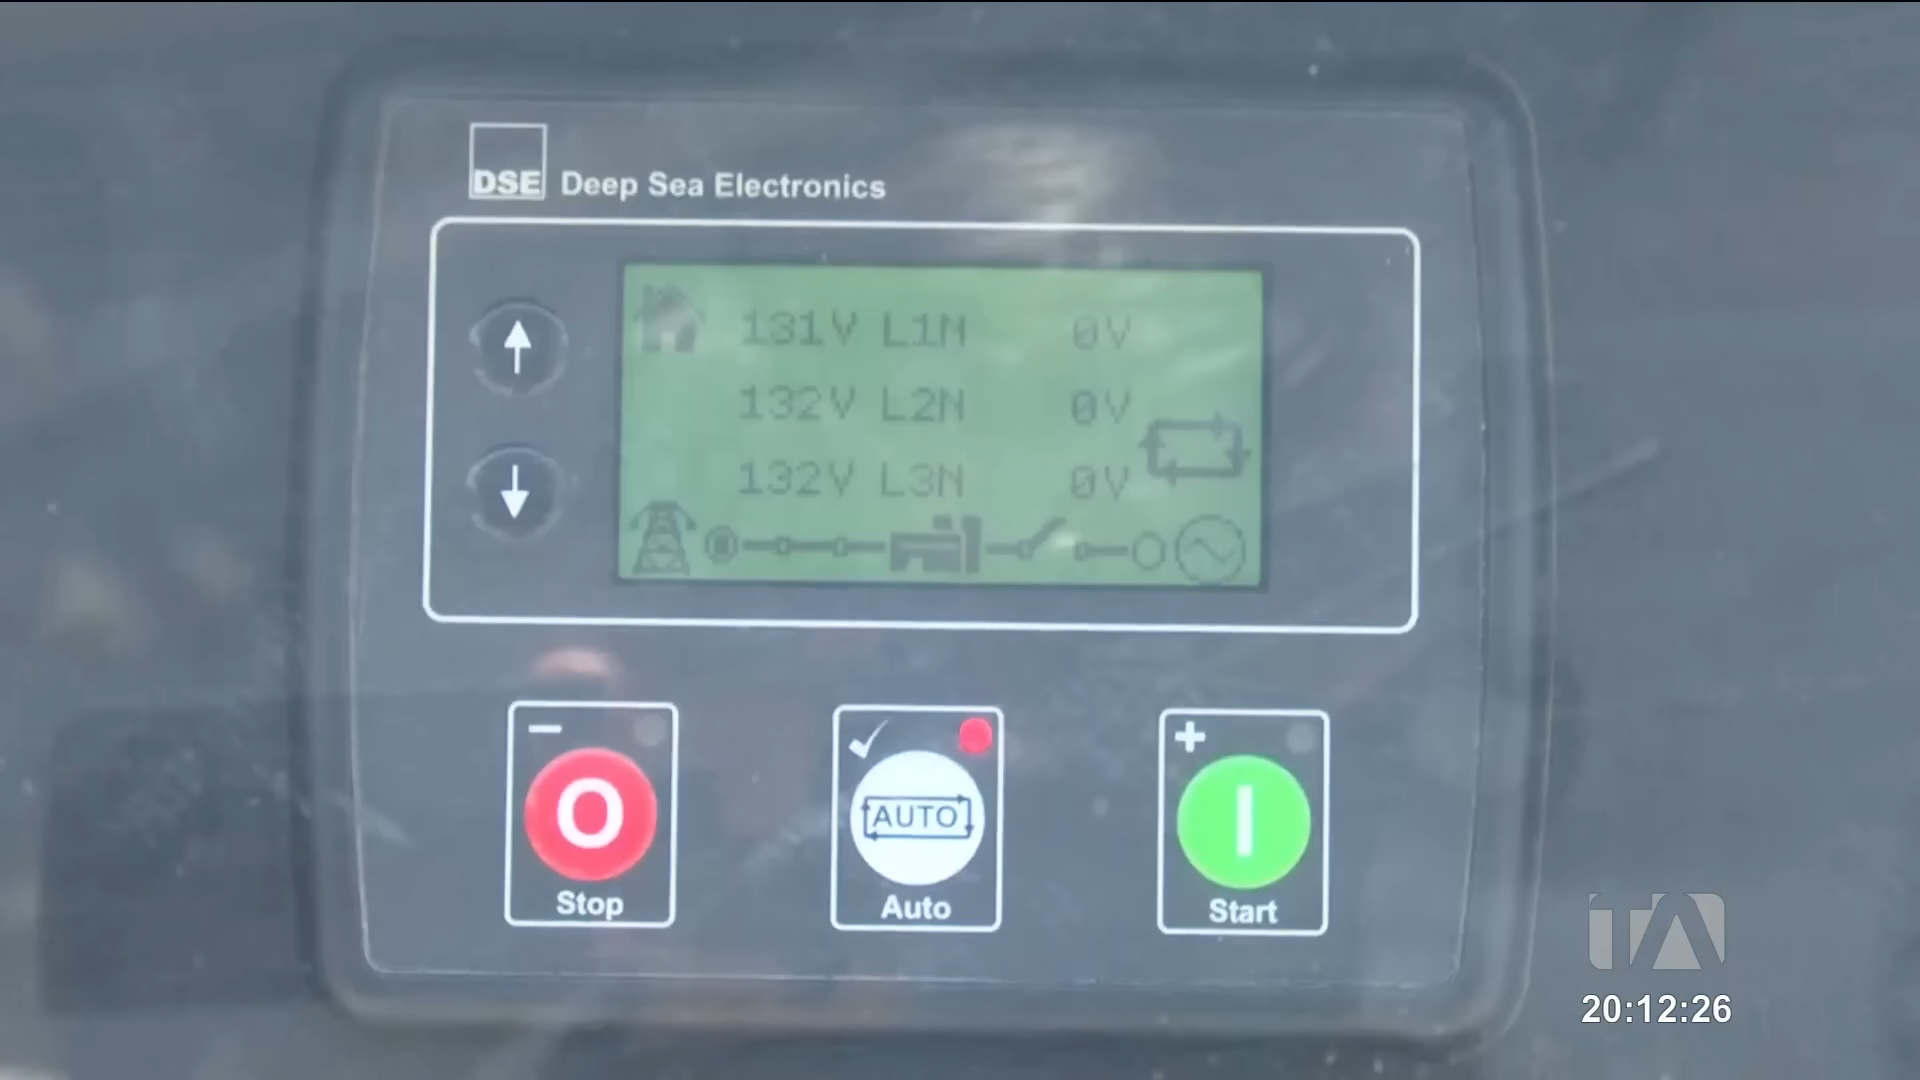 DSE Deep Sea Electronics
131V L1N 0V
132V L2N 0V
132V L3N 0V
O
Stop
AUTO
Auto
I
Start
TA
20:12:26